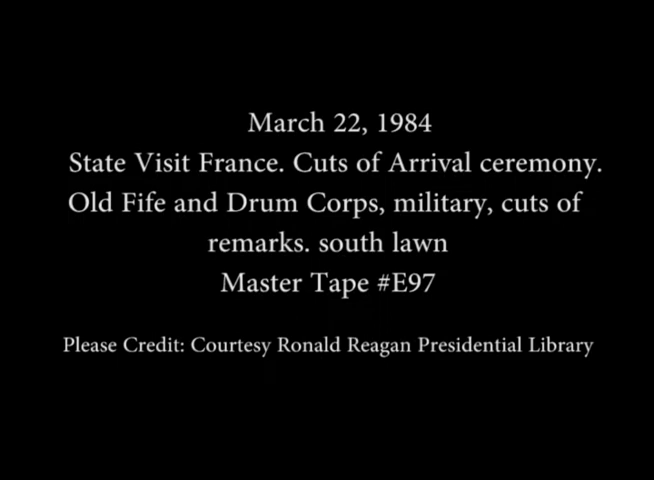 March 22, 1984
State Visit France. Cuts of Arrival ceremony.
Old Fife and Drum Corps, military, cuts of
remarks. south lawn
Master Tape #E97
Please Credit: Courtesy Ronald Reagan Presidential Library